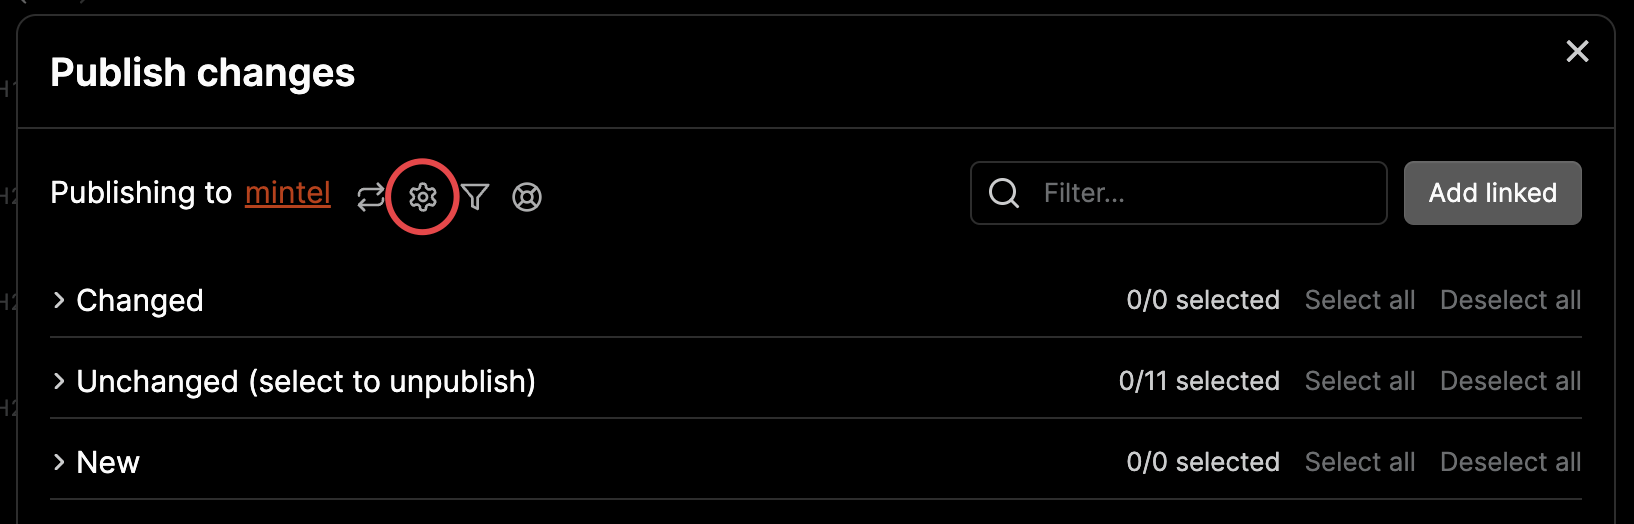 Publish changes
Publishing to mintel
Filter...
Add linked
Changed 0/0 selected Select all Deselect all
Unchanged (select to unpublish) 0/11 selected Select all Deselect all
New 0/0 selected Select all Deselect all